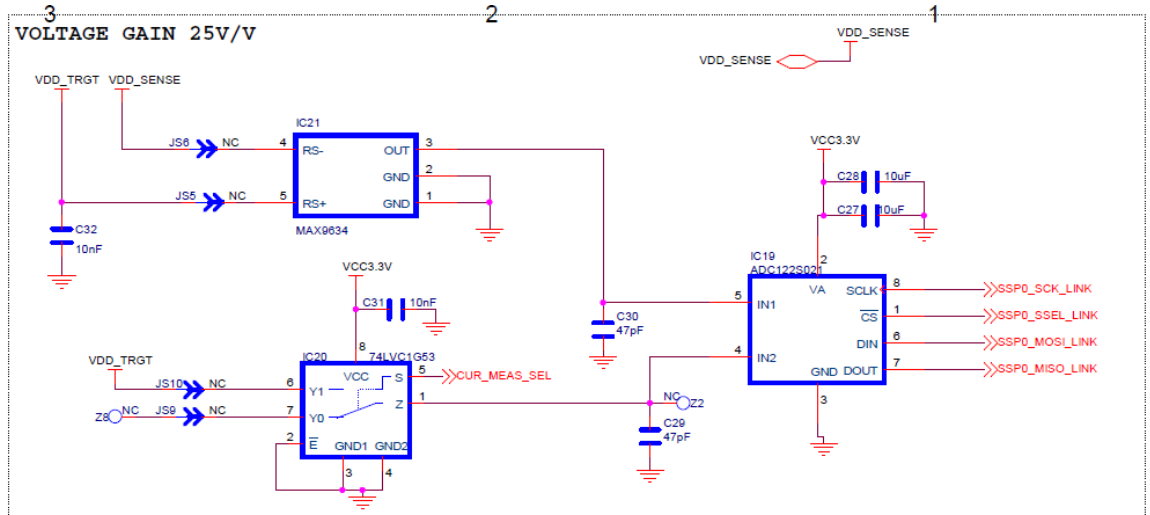 3 2 1
VOLTAGE GAIN 25V/V
VDD_SENSE
VDD_SENSE
VDD_TRGT VDD_SENSE
IC21
JS6 NC 4 RS- OUT 3
GND 2
JS5 NC 5 RS+ GND 1
MAX9634
C32
10nF
VCC3.3V
C28 10uF
C27 10uF
IC19
ADC122S021
2
VA
5 IN1 SCLK 8 SSP0_SCK_LINK
CS 1 SSP0_SSEL_LINK
4 IN2 DIN 6 SSP0_MOSI_LINK
GND DOUT 7 SSP0_MISO_LINK
3
C30
47pF
VCC3.3V
C31 10nF
8
IC20 74LVC1G53
VDD_TRGT
VCC S 5 CUR_MEAS_SEL
JS10 NC 6 Y1
Z 1
Z8 NC JS9 NC 7 Y0
2 E GND1 GND2
3 4
NC Z2
C29
47pF